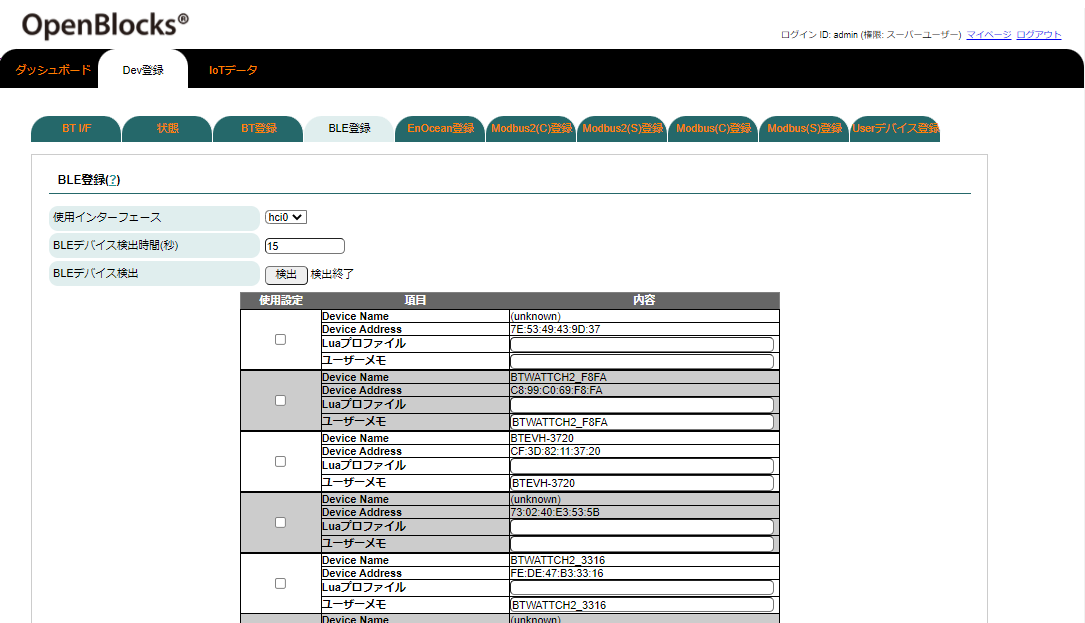 OpenBlocks®
ログイン ID: admin (権限: スーパーユーザー) マイページ ログアウト
ダッシュボード Dev登録 IoTデータ
BT I/F 状態 BT登録 BLE登録 EnOcean登録 Modbus2(C)登録 Modbus2(S)登録 Modbus(C)登録 Modbus(S)登録 Userデバイス登録
BLE登録(?)
使用インターフェース hci0
BLEデバイス検出時間(秒) 15
BLEデバイス検出 検出 検出終了
使用設定 項目 内容
Device Name (unknown)
Device Address 7E:53:49:43:9D:37
Luaプロファイル
ユーザーメモ
Device Name BTWATTCH2_F8FA
Device Address C8:99:C0:69:F8:FA
Luaプロファイル
ユーザーメモ BTWATTCH2_F8FA
Device Name BTEVH-3720
Device Address CF:3D:82:11:37:20
Luaプロファイル
ユーザーメモ BTEVH-3720
Device Name (unknown)
Device Address 73:02:40:E3:53:5B
Luaプロファイル
ユーザーメモ
Device Name BTWATTCH2_3316
Device Address FE:DE:47:B3:33:16
Luaプロファイル
ユーザーメモ BTWATTCH2_3316
Device Name (unknown)